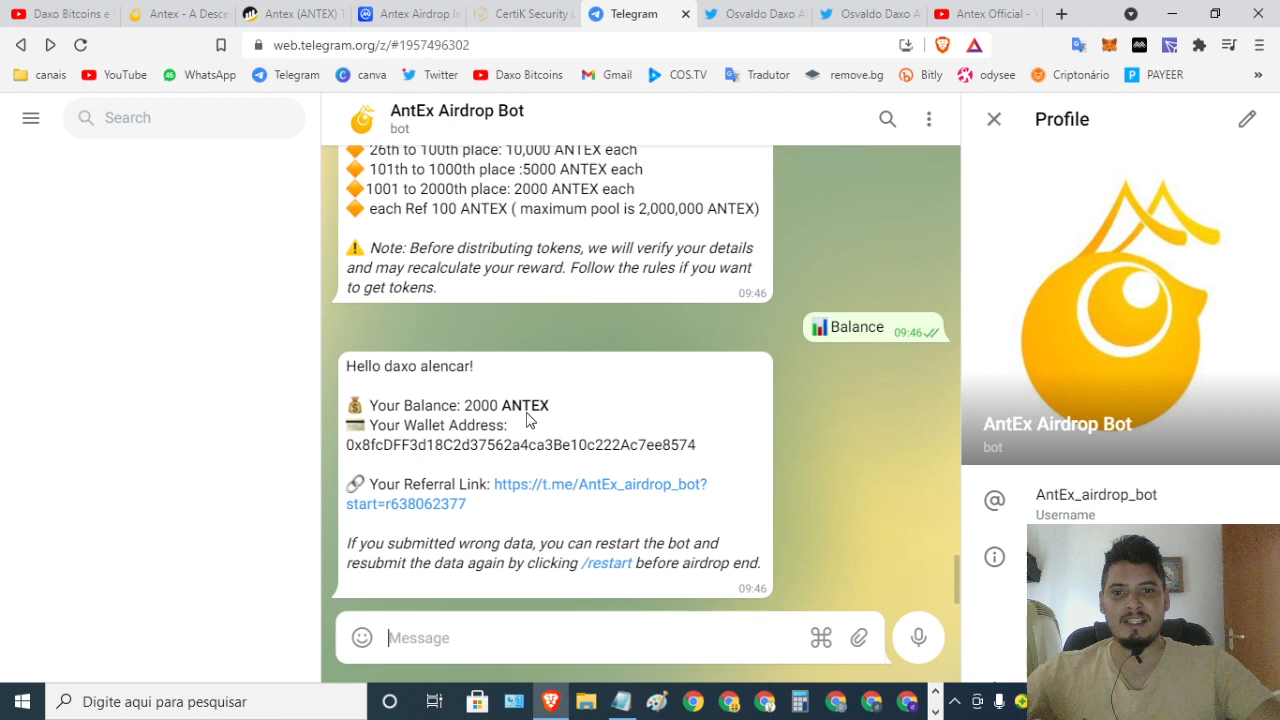 Daxo Bitcoins e
Antex - A Desce
Antex (ANTEX) T
Antex Airdrop In
CertiK Security L
Telegram
Osvaldo Daxo A
Osvaldo Daxo A
Antex Official - Y
web.telegram.org/z/#1957496302
canais
YouTube
WhatsApp
Telegram
canva
Twitter
Daxo Bitcoins
Gmail
COS.TV
Tradutor
remove.bg
Bitly
odysee
Criptonário
PAYEER
Search
AntEx Airdrop Bot
bot
26th to 100th place: 10,000 ANTEX each
101th to 1000th place :5000 ANTEX each
1001 to 2000th place: 2000 ANTEX each
each Ref 100 ANTEX ( maximum pool is 2,000,000 ANTEX)
Note: Before distributing tokens, we will verify your details
and may recalculate your reward. Follow the rules if you want
to get tokens.
09:46
Balance 09:46
Hello daxo alencar!
Your Balance: 2000 ANTEX
Your Wallet Address:
0x8fcDFF3d18C2d37562a4ca3Be10c222Ac7ee8574
Your Referral Link: https://t.me/AntEx_airdrop_bot?
start=r638062377
If you submitted wrong data, you can restart the bot and
resubmit the data again by clicking /restart before airdrop end.
09:46
Message
Profile
AntEx Airdrop Bot
bot
AntEx_airdrop_bot
Username
Digite aqui para pesquisar